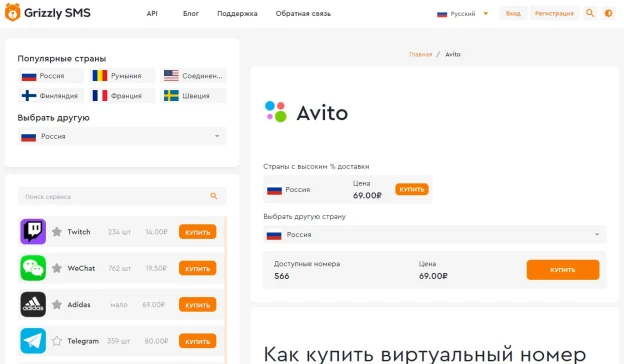 Grizzly SMS
API Блог Поддержка Обратная связь
Русский Вход Регистрация
Популярные страны
Россия Румыния Соединен...
Финляндия Франция Швеция
Выбрать другую
Россия
Поиск сервиса
Twitch 234 шт 14.00₽ КУПИТЬ
WeChat 762 шт 19.50₽ КУПИТЬ
adidas
Adidas мало 69.00₽ КУПИТЬ
Telegram 359 шт 80.00₽ КУПИТЬ
Главная / Avito
Avito
Страны с высоким % доставки
Россия
Цена
69.00₽
КУПИТЬ
Выбрать другую страну
Россия
Доступные номера
566
Цена
69.00₽
КУПИТЬ
Как купить виртуальный номер